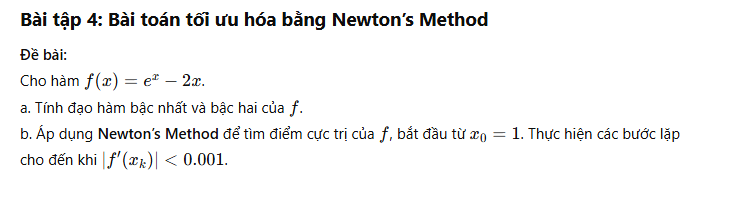 Bài tập 4: Bài toán tối ưu hóa bằng Newton's Method
Đề bài:
Cho hàm f(x) = e^x − 2x.
a. Tính đạo hàm bậc nhất và bậc hai của f.
b. Áp dụng Newton's Method để tìm điểm cực trị của f, bắt đầu từ x₀ = 1. Thực hiện các bước lặp
cho đến khi |f′(xₖ)| < 0.001.